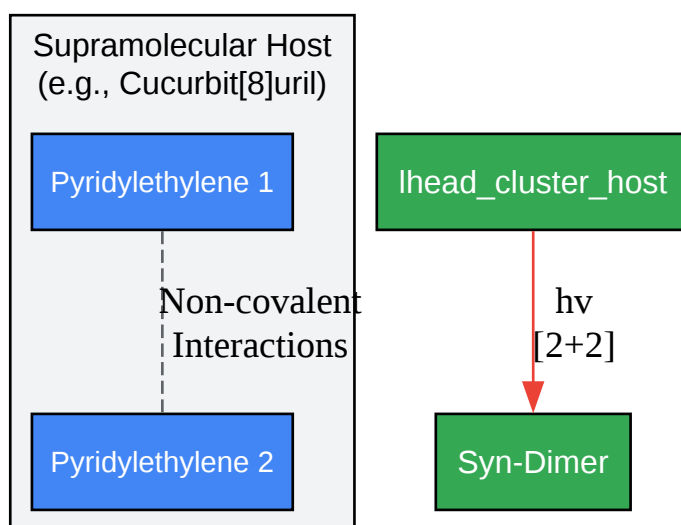 Supramolecular Host
(e.g., Cucurbit[8]uril)
Pyridylethylene 1
lhead_cluster_host
Non-covalent
Interactions
hv
[2+2]
Pyridylethylene 2
Syn-Dimer